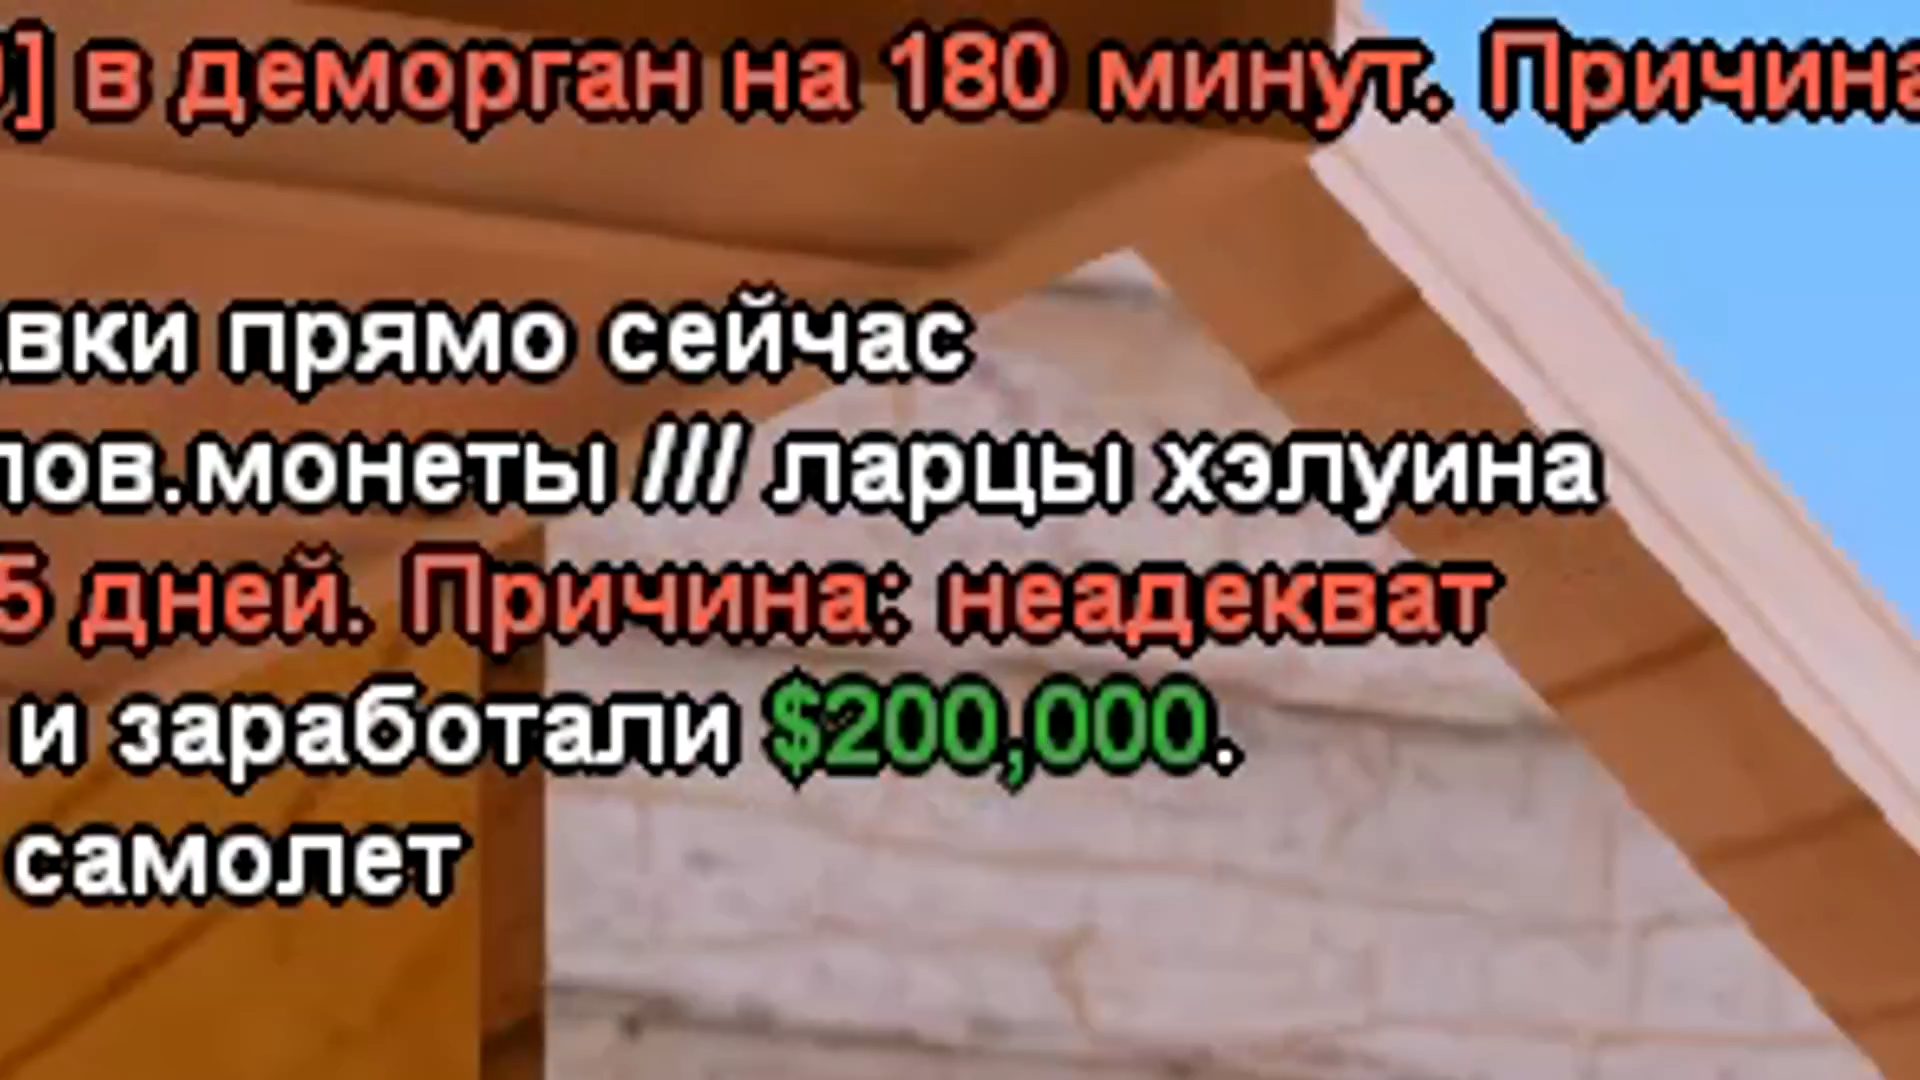 ] в деморган на 180 минут. Причина
вки прямо сейчас
лов.монеты /// ларцы хэлуина
5 дней. Причина: неадекват
и заработали $200,000.
самолет